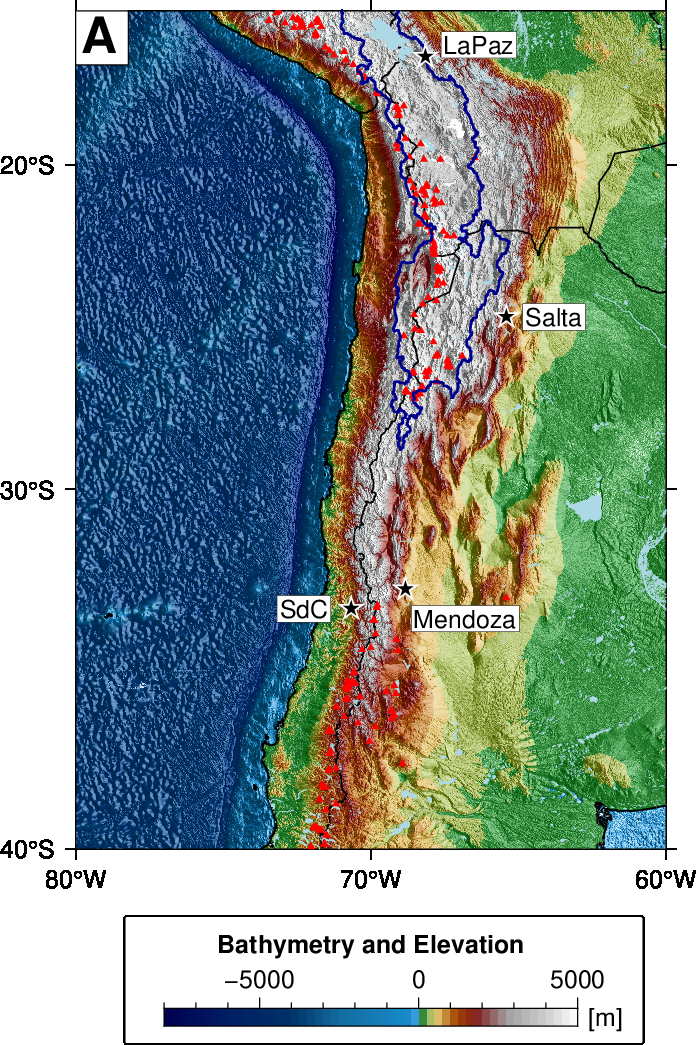 A
LaPaz
20°S
Salta
30°S
SdC
Mendoza
40°S
80°W 70°W 60°W
Bathymetry and Elevation
−5000 0 5000
[m]